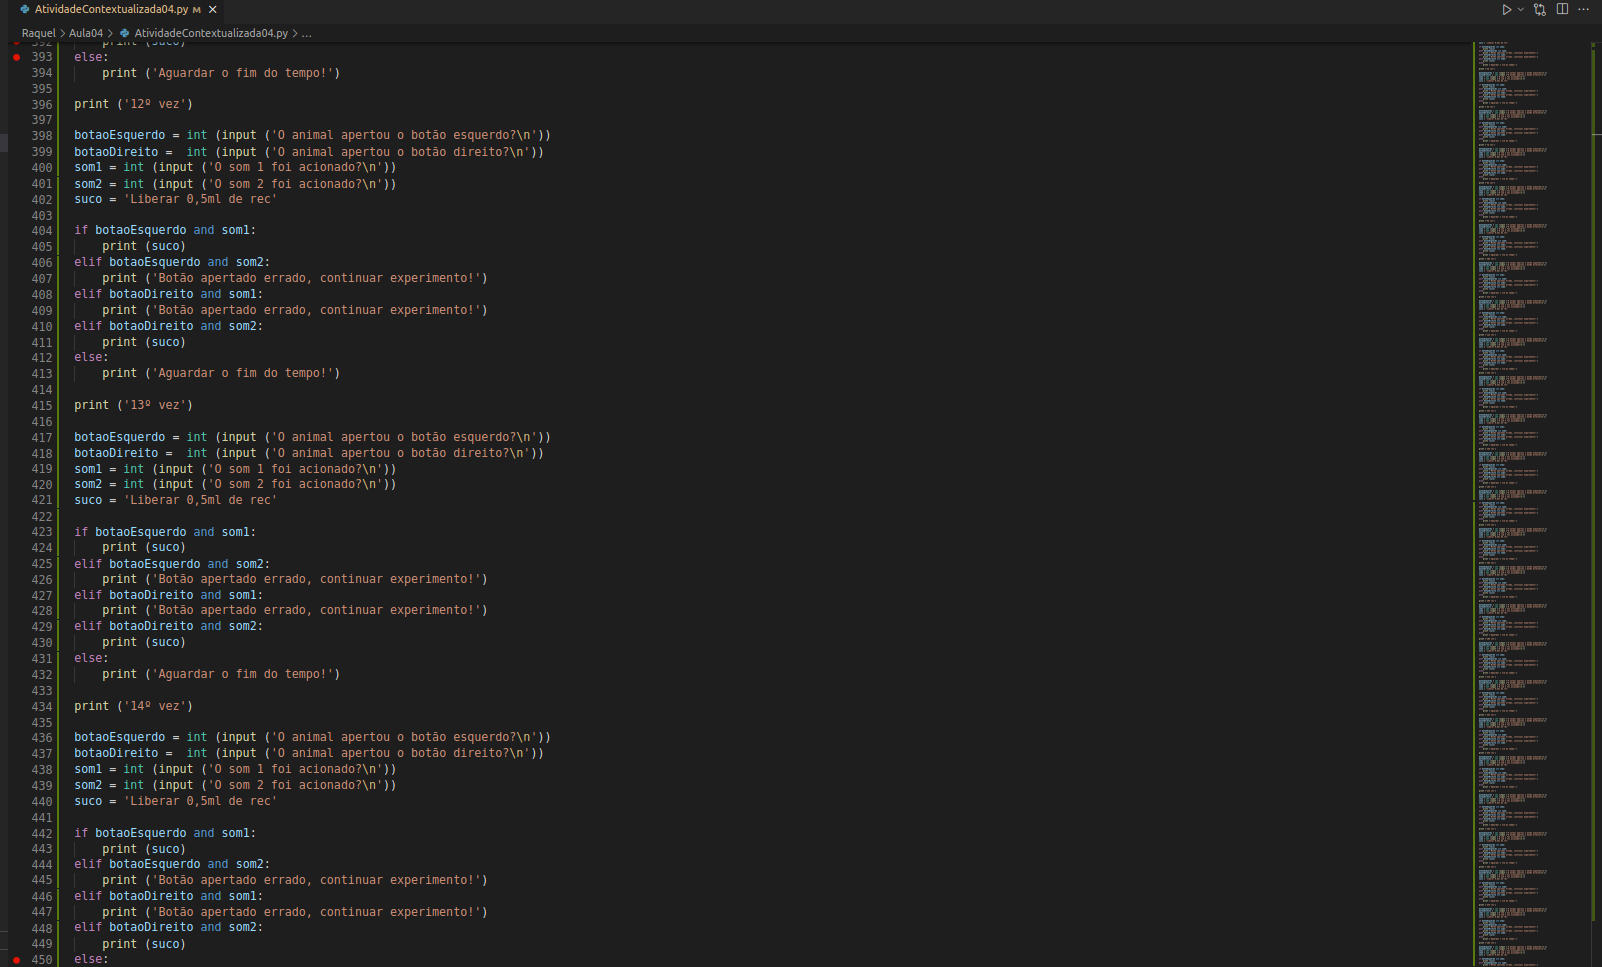 AtividadeContextualizada04.py M
Raquel > Aula04 > AtividadeContextualizada04.py > ...
392 print (suco)
393 else:
394 print ('Aguardar o fim do tempo!')
395
396 print ('12º vez')
397
398 botaoEsquerdo = int (input ('O animal apertou o botão esquerdo?\n'))
399 botaoDireito =  int (input ('O animal apertou o botão direito?\n'))
400 som1 = int (input ('O som 1 foi acionado?\n'))
401 som2 = int (input ('O som 2 foi acionado?\n'))
402 suco = 'Liberar 0,5ml de rec'
403
404 if botaoEsquerdo and som1:
405 print (suco)
406 elif botaoEsquerdo and som2:
407 print ('Botão apertado errado, continuar experimento!')
408 elif botaoDireito and som1:
409 print ('Botão apertado errado, continuar experimento!')
410 elif botaoDireito and som2:
411 print (suco)
412 else:
413 print ('Aguardar o fim do tempo!')
414
415 print ('13º vez')
416
417 botaoEsquerdo = int (input ('O animal apertou o botão esquerdo?\n'))
418 botaoDireito =  int (input ('O animal apertou o botão direito?\n'))
419 som1 = int (input ('O som 1 foi acionado?\n'))
420 som2 = int (input ('O som 2 foi acionado?\n'))
421 suco = 'Liberar 0,5ml de rec'
422
423 if botaoEsquerdo and som1:
424 print (suco)
425 elif botaoEsquerdo and som2:
426 print ('Botão apertado errado, continuar experimento!')
427 elif botaoDireito and som1:
428 print ('Botão apertado errado, continuar experimento!')
429 elif botaoDireito and som2:
430 print (suco)
431 else:
432 print ('Aguardar o fim do tempo!')
433
434 print ('14º vez')
435
436 botaoEsquerdo = int (input ('O animal apertou o botão esquerdo?\n'))
437 botaoDireito =  int (input ('O animal apertou o botão direito?\n'))
438 som1 = int (input ('O som 1 foi acionado?\n'))
439 som2 = int (input ('O som 2 foi acionado?\n'))
440 suco = 'Liberar 0,5ml de rec'
441
442 if botaoEsquerdo and som1:
443 print (suco)
444 elif botaoEsquerdo and som2:
445 print ('Botão apertado errado, continuar experimento!')
446 elif botaoDireito and som1:
447 print ('Botão apertado errado, continuar experimento!')
448 elif botaoDireito and som2:
449 print (suco)
450 else: